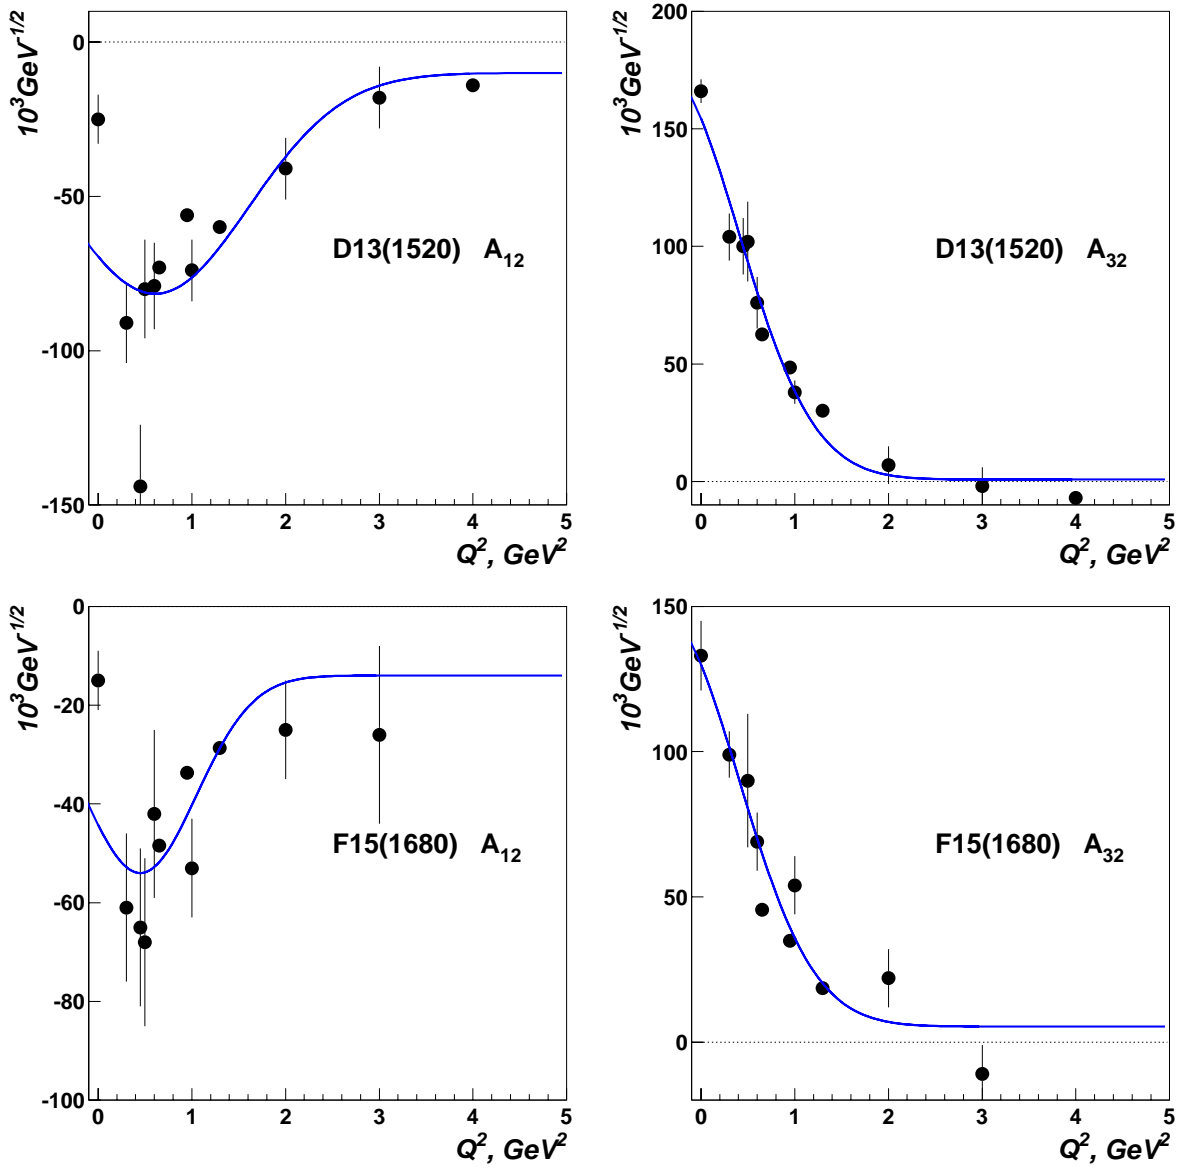 10³GeV⁻¹/²
0
-50
-100
-150
D13(1520) A₁₂
0 1 2 3 4 5
Q², GeV²
10³GeV⁻¹/²
200
150
100
50
0
D13(1520) A₃₂
0 1 2 3 4 5
Q², GeV²
10³GeV⁻¹/²
0
-20
-40
-60
-80
-100
F15(1680) A₁₂
0 1 2 3 4 5
Q², GeV²
10³GeV⁻¹/²
150
100
50
0
F15(1680) A₃₂
0 1 2 3 4 5
Q², GeV²